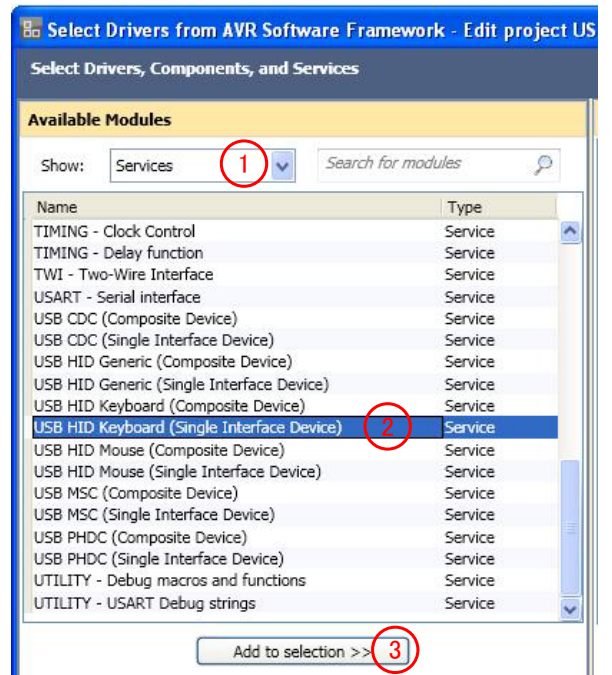 Select Drivers from AVR Software Framework - Edit project US
Select Drivers, Components, and Services
Available Modules
Show: Services 1 Search for modules
Name Type
TIMING - Clock Control Service
TIMING - Delay function Service
TWI - Two-Wire Interface Service
USART - Serial interface Service
USB CDC (Composite Device) Service
USB CDC (Single Interface Device) Service
USB HID Generic (Composite Device) Service
USB HID Generic (Single Interface Device) Service
USB HID Keyboard (Composite Device) Service
USB HID Keyboard (Single Interface Device) 2 Service
USB HID Mouse (Composite Device) Service
USB HID Mouse (Single Interface Device) Service
USB MSC (Composite Device) Service
USB MSC (Single Interface Device) Service
USB PHDC (Composite Device) Service
USB PHDC (Single Interface Device) Service
UTILITY - Debug macros and functions Service
UTILITY - USART Debug strings Service
Add to selection >> 3